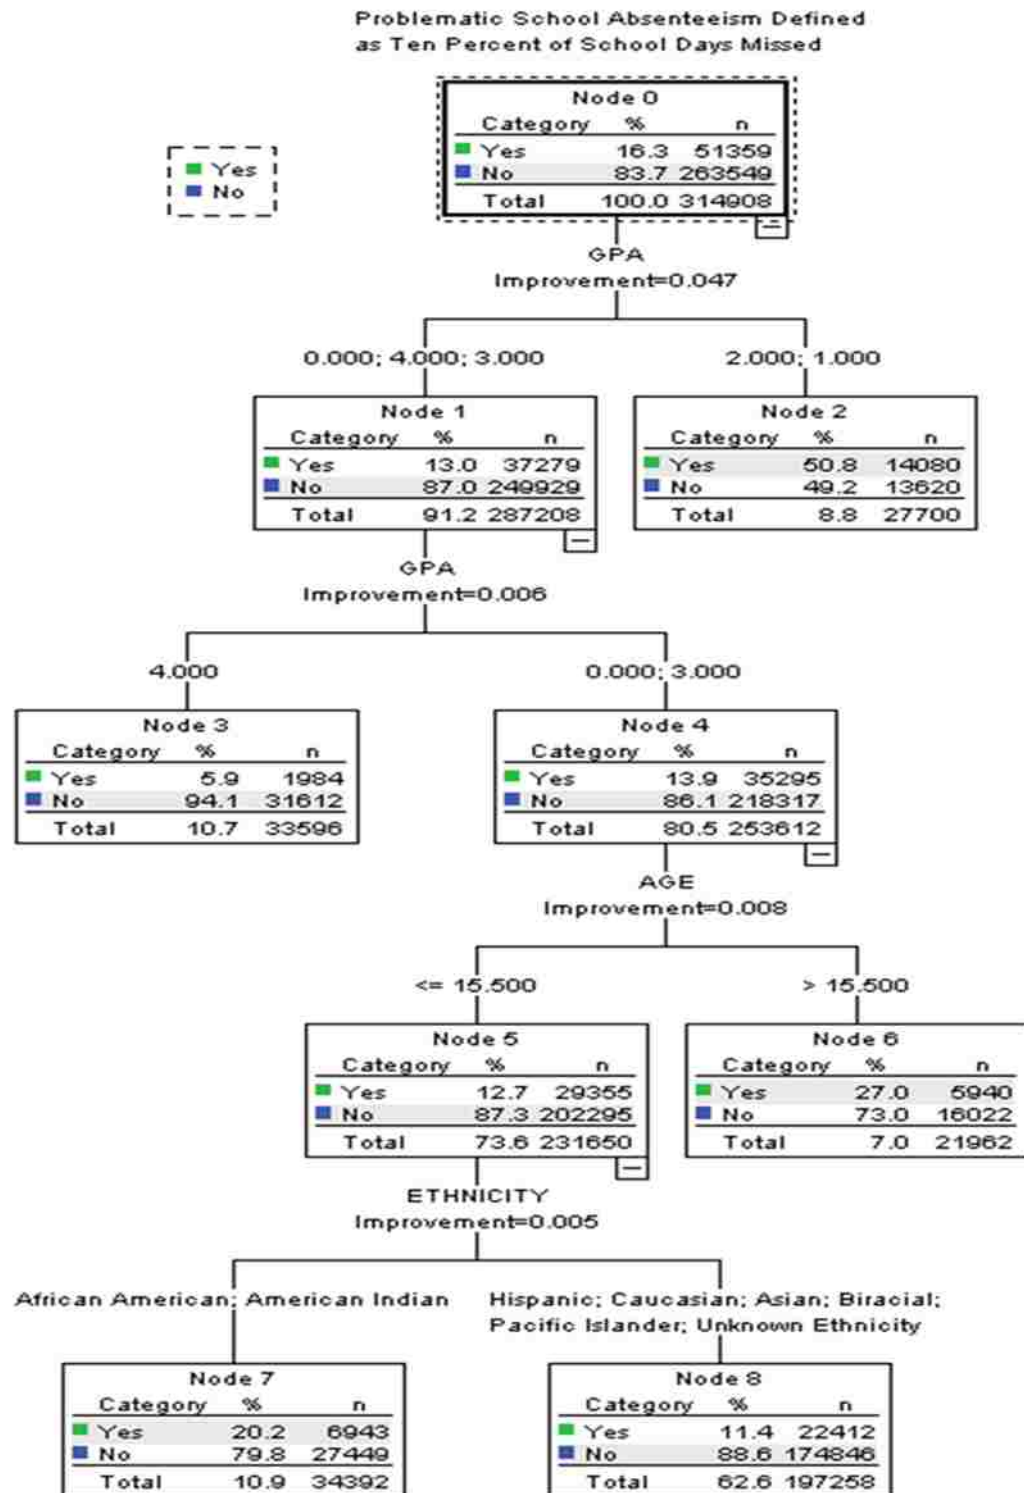 Problematic School Absenteeism Defined
as Ten Percent of School Days Missed
Yes
No
Node 0
Category % n
Yes 16.3 51359
No 83.7 263549
Total 100.0 314908
GPA
Improvement=0.047
0.000; 4.000; 3.000
2.000; 1.000
Node 1
Category % n
Yes 13.0 37279
No 87.0 249929
Total 91.2 287208
Node 2
Category % n
Yes 50.8 14080
No 49.2 13620
Total 8.8 27700
GPA
Improvement=0.006
4.000
0.000; 3.000
Node 3
Category % n
Yes 5.9 1984
No 94.1 31612
Total 10.7 33596
Node 4
Category % n
Yes 13.9 35295
No 86.1 218317
Total 80.5 253612
AGE
Improvement=0.008
<= 15.500
> 15.500
Node 5
Category % n
Yes 12.7 29355
No 87.3 202295
Total 73.6 231650
Node 6
Category % n
Yes 27.0 5940
No 73.0 16022
Total 7.0 21962
ETHNICITY
Improvement=0.005
African American; American Indian
Hispanic; Caucasian; Asian; Biracial;
Pacific Islander; Unknown Ethnicity
Node 7
Category % n
Yes 20.2 6943
No 79.8 27449
Total 10.9 34392
Node 8
Category % n
Yes 11.4 22412
No 88.6 174846
Total 62.6 197258